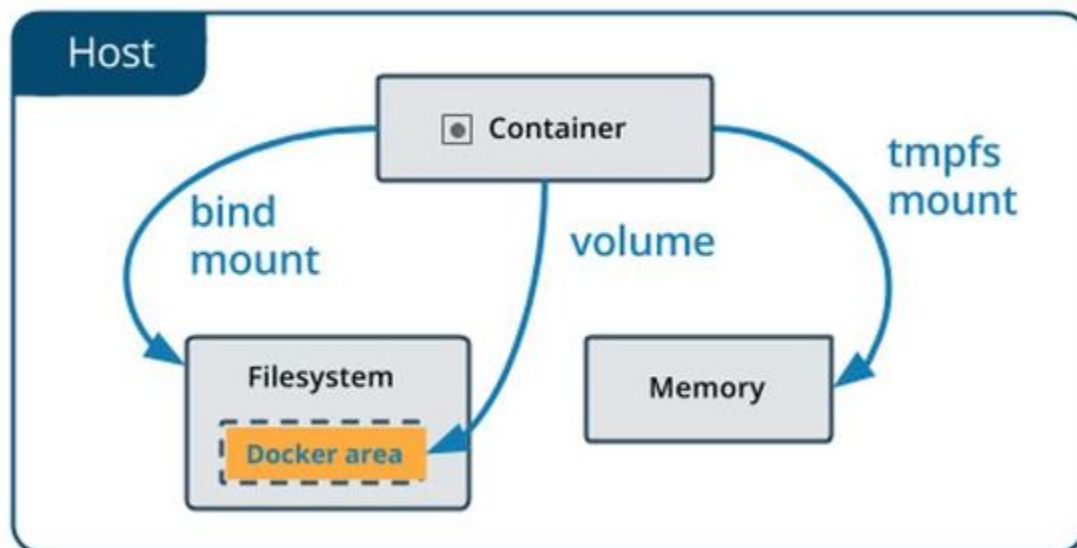 Host
Container
bind
mount
volume
tmpfs
mount
Filesystem
Docker area
Memory